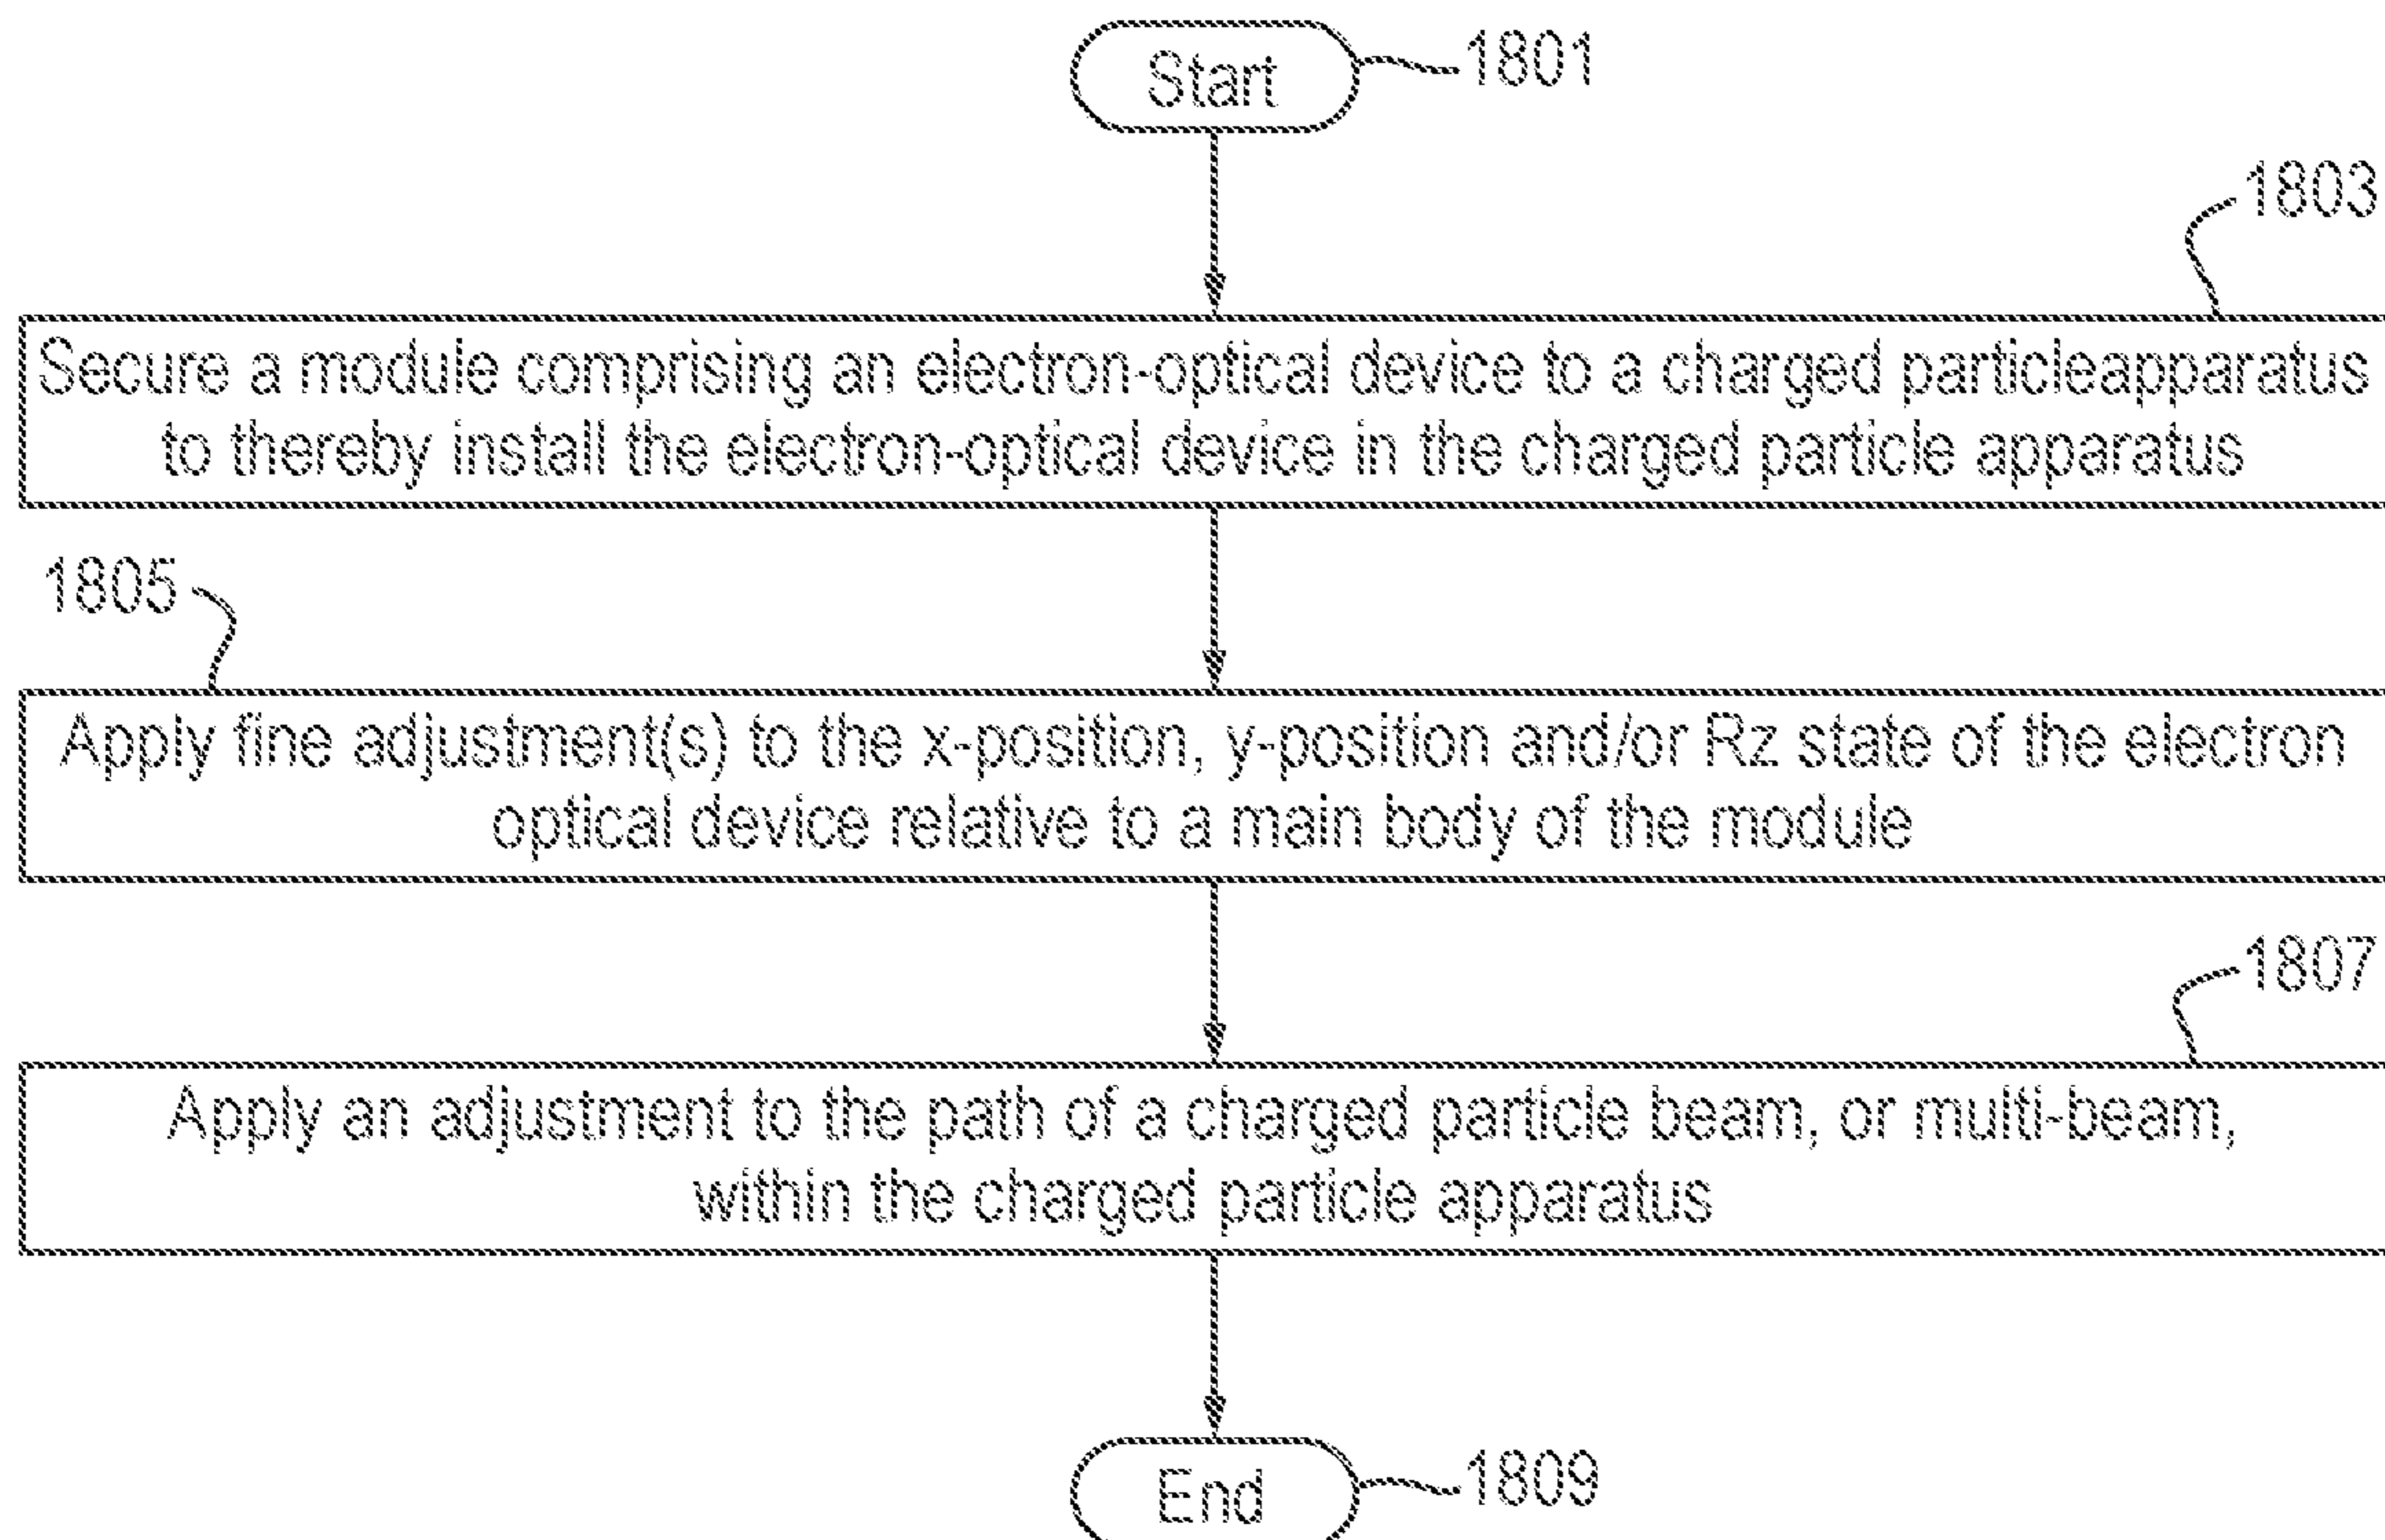 Start
1801
1803
Secure a module comprising an electron-optical device to a charged particleapparatus
to thereby install the electron-optical device in the charged particle apparatus
1805
Apply fine adjustment(s) to the x-position, y-position and/or Rz state of the electron
optical device relative to a main body of the module
1807
Apply an adjustment to the path of a charged particle beam, or multi-beam,
within the charged particle apparatus
End
1809